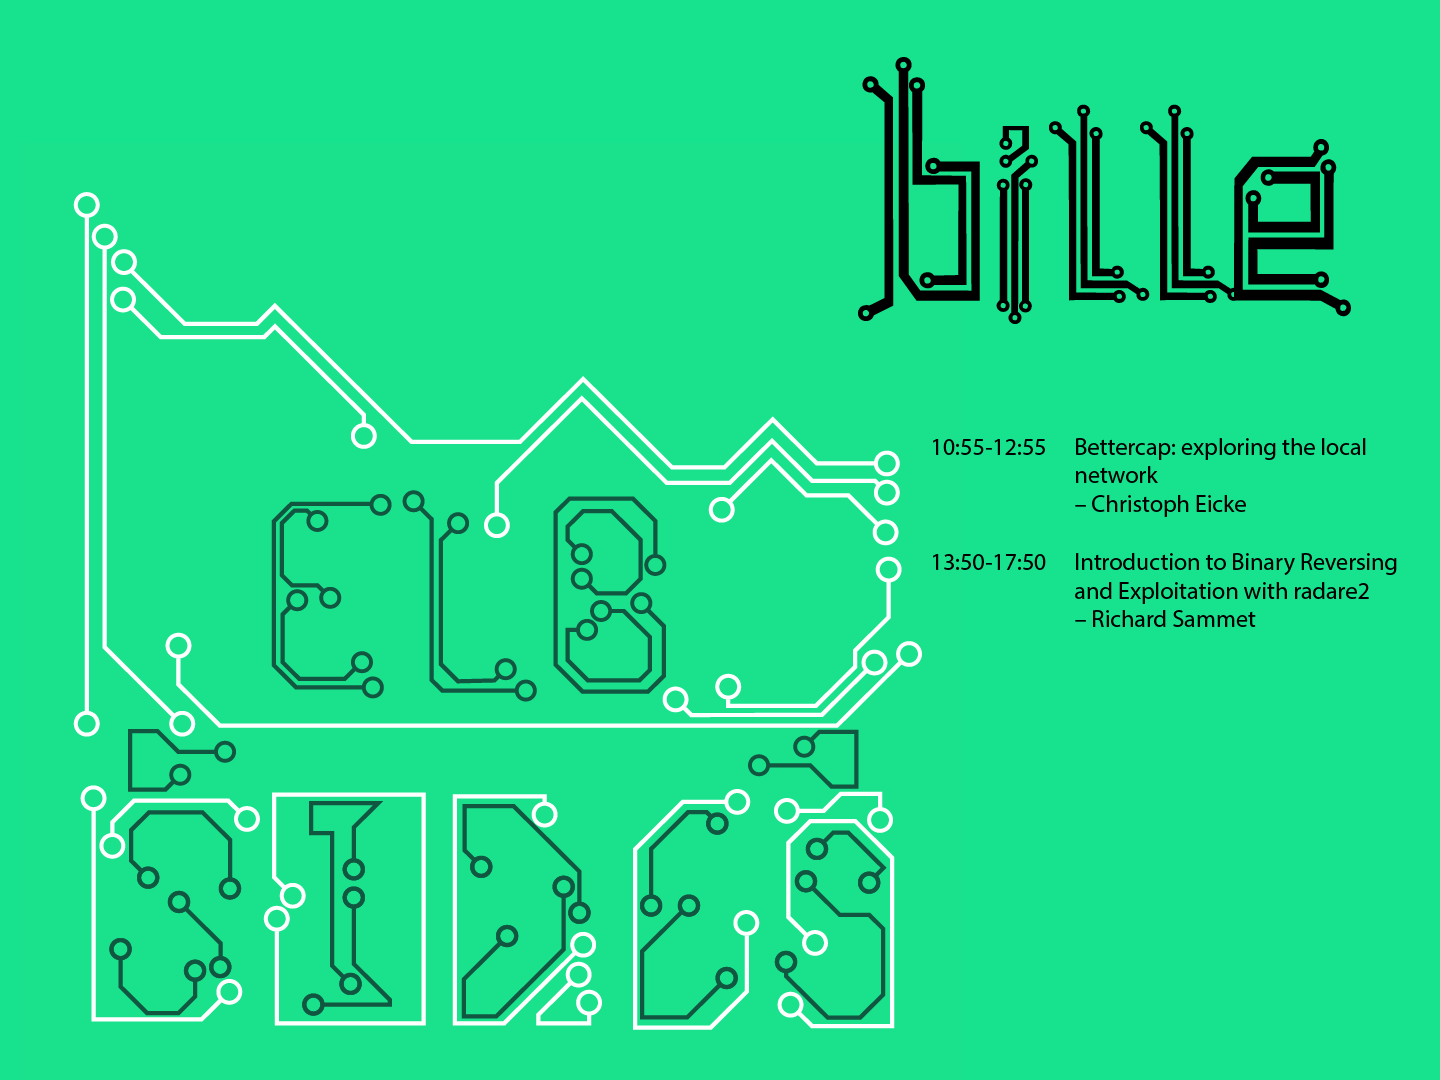 bille
10:55-12:55 Bettercap: exploring the local
network
– Christoph Eicke
13:50-17:50 Introduction to Binary Reversing
and Exploitation with radare2
– Richard Sammet
ELB
SIDES